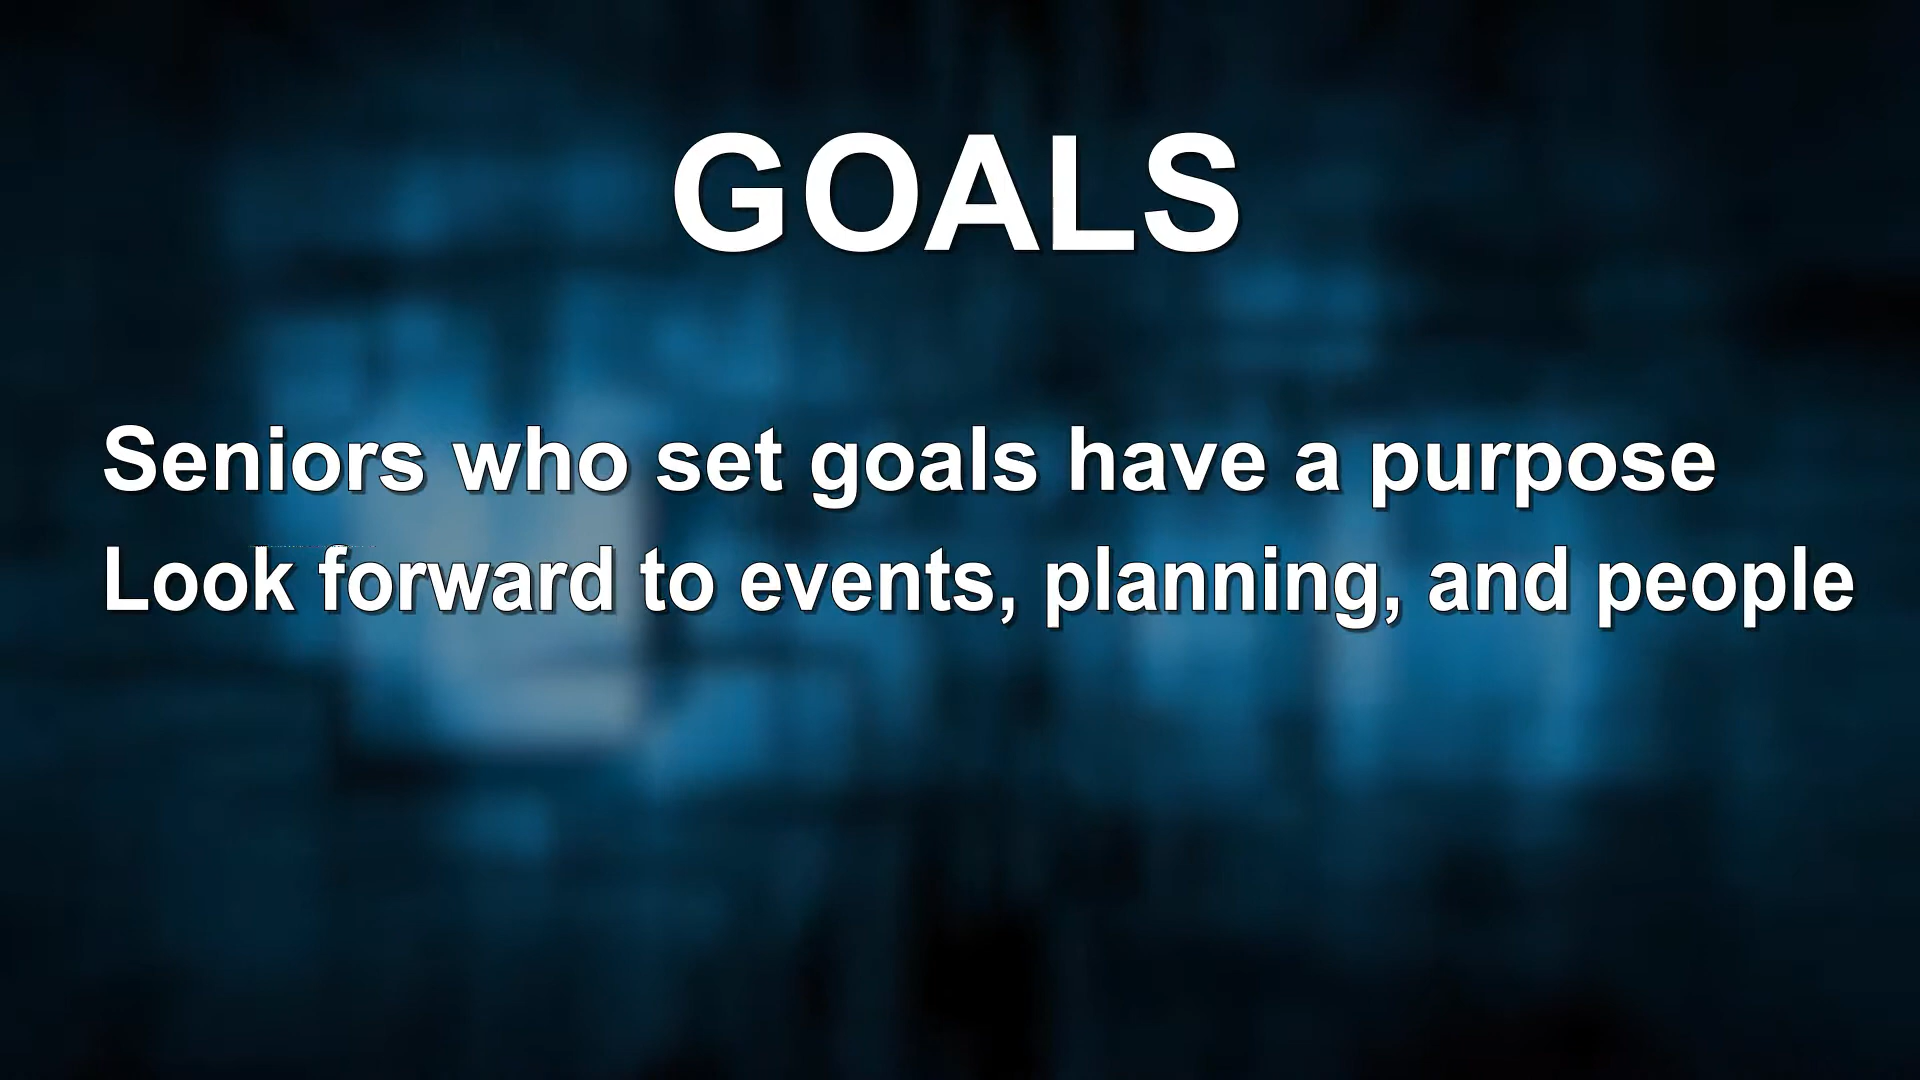 GOALS
Seniors who set goals have a purpose
Look forward to events, planning, and people